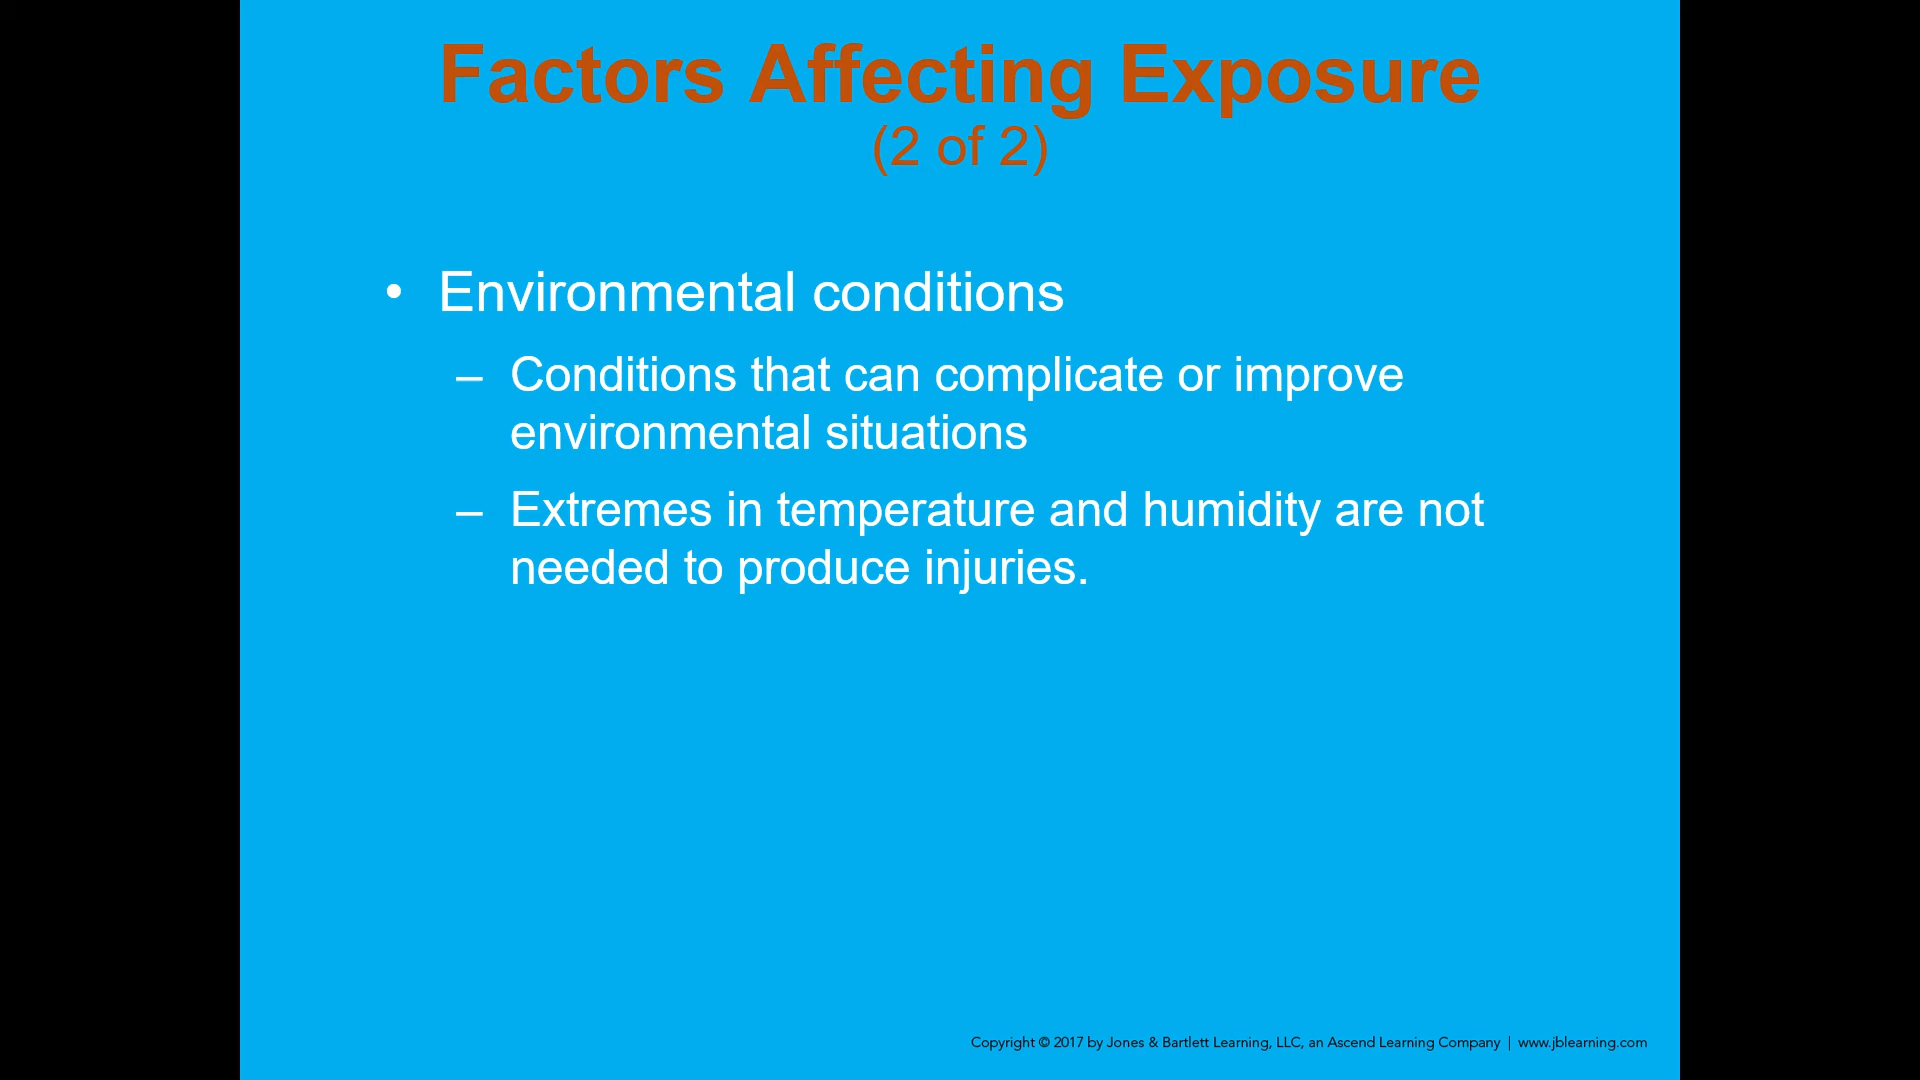 Factors Affecting Exposure
(2 of 2)
• Environmental conditions
– Conditions that can complicate or improve
environmental situations
– Extremes in temperature and humidity are not
needed to produce injuries.
Copyright © 2017 by Jones & Bartlett Learning, LLC, an Ascend Learning Company | www.jblearning.com